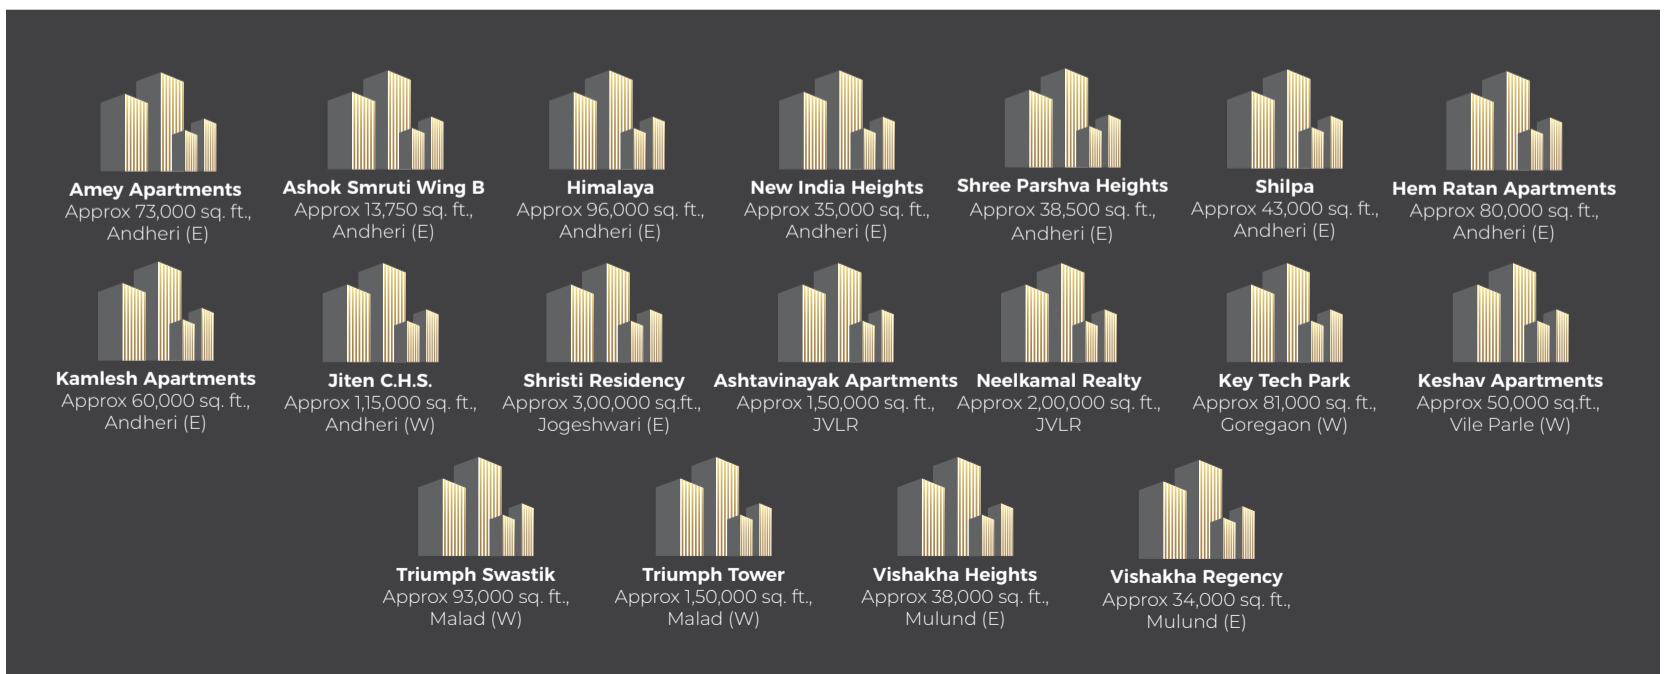 Amey Apartments
Approx 73,000 sq. ft.,
Andheri (E)
Ashok Smruti Wing B
Approx 13,750 sq. ft.,
Andheri (E)
Himalaya
Approx 96,000 sq. ft.,
Andheri (E)
New India Heights
Approx 35,000 sq. ft.,
Andheri (E)
Shree Parshva Heights
Approx 38,500 sq. ft.,
Andheri (E)
Shilpa
Approx 43,000 sq. ft.,
Andheri (E)
Hem Ratan Apartments
Approx 80,000 sq. ft.,
Andheri (E)
Kamlesh Apartments
Approx 60,000 sq. ft.,
Andheri (E)
Jiten C.H.S.
Approx 1,15,000 sq. ft.,
Andheri (W)
Shristi Residency
Approx 3,00,000 sq.ft.,
Jogeshwari (E)
Ashtavinayak Apartments
Approx 1,50,000 sq. ft.,
JVLR
Neelkamal Realty
Approx 2,00,000 sq. ft.,
JVLR
Key Tech Park
Approx 81,000 sq. ft.,
Goregaon (W)
Keshav Apartments
Approx 50,000 sq.ft.,
Vile Parle (W)
Triumph Swastik
Approx 93,000 sq. ft.,
Malad (W)
Triumph Tower
Approx 1,50,000 sq. ft.,
Malad (W)
Vishakha Heights
Approx 38,000 sq. ft.,
Mulund (E)
Vishakha Regency
Approx 34,000 sq. ft.,
Mulund (E)